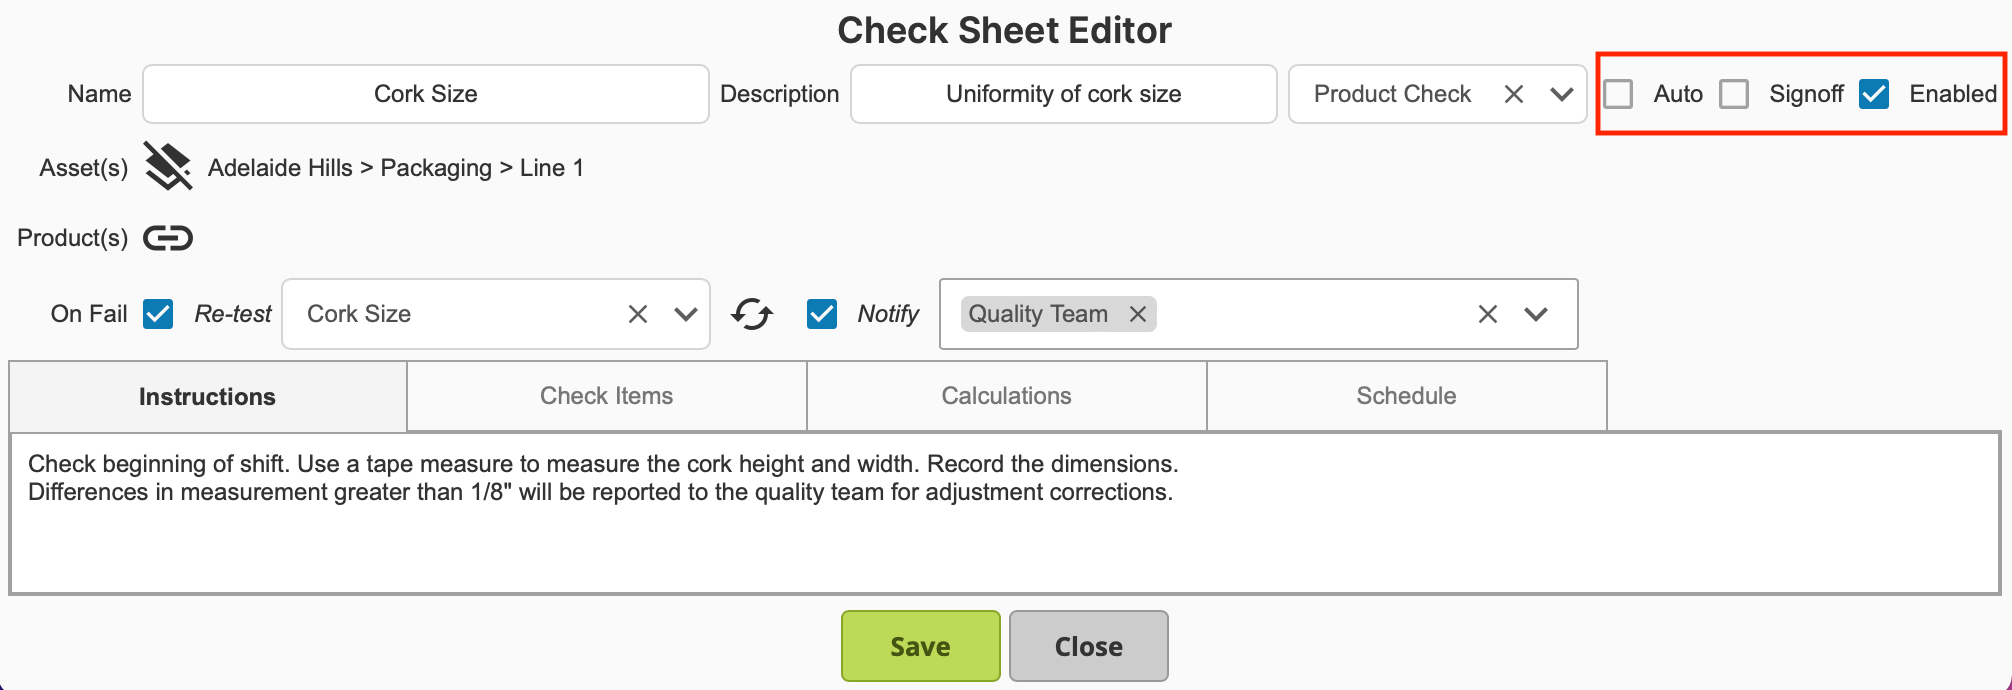 Check Sheet Editor
Name Cork Size Description Uniformity of cork size Product Check Auto Signoff Enabled
Asset(s) Adelaide Hills > Packaging > Line 1
Product(s)
On Fail Re-test Cork Size Notify Quality Team
Instructions Check Items Calculations Schedule
Check beginning of shift. Use a tape measure to measure the cork height and width. Record the dimensions.
Differences in measurement greater than 1/8" will be reported to the quality team for adjustment corrections.
Save Close